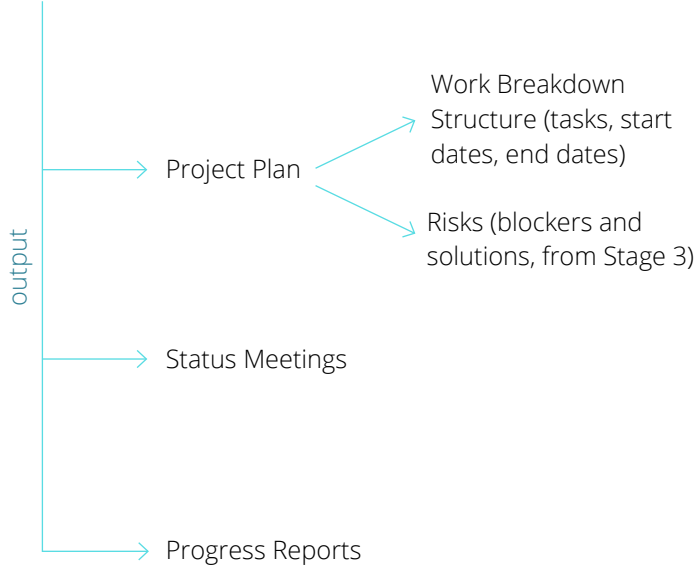 output
Project Plan
Work Breakdown
Structure (tasks, start
dates, end dates)
Risks (blockers and
solutions, from Stage 3)
Status Meetings
Progress Reports